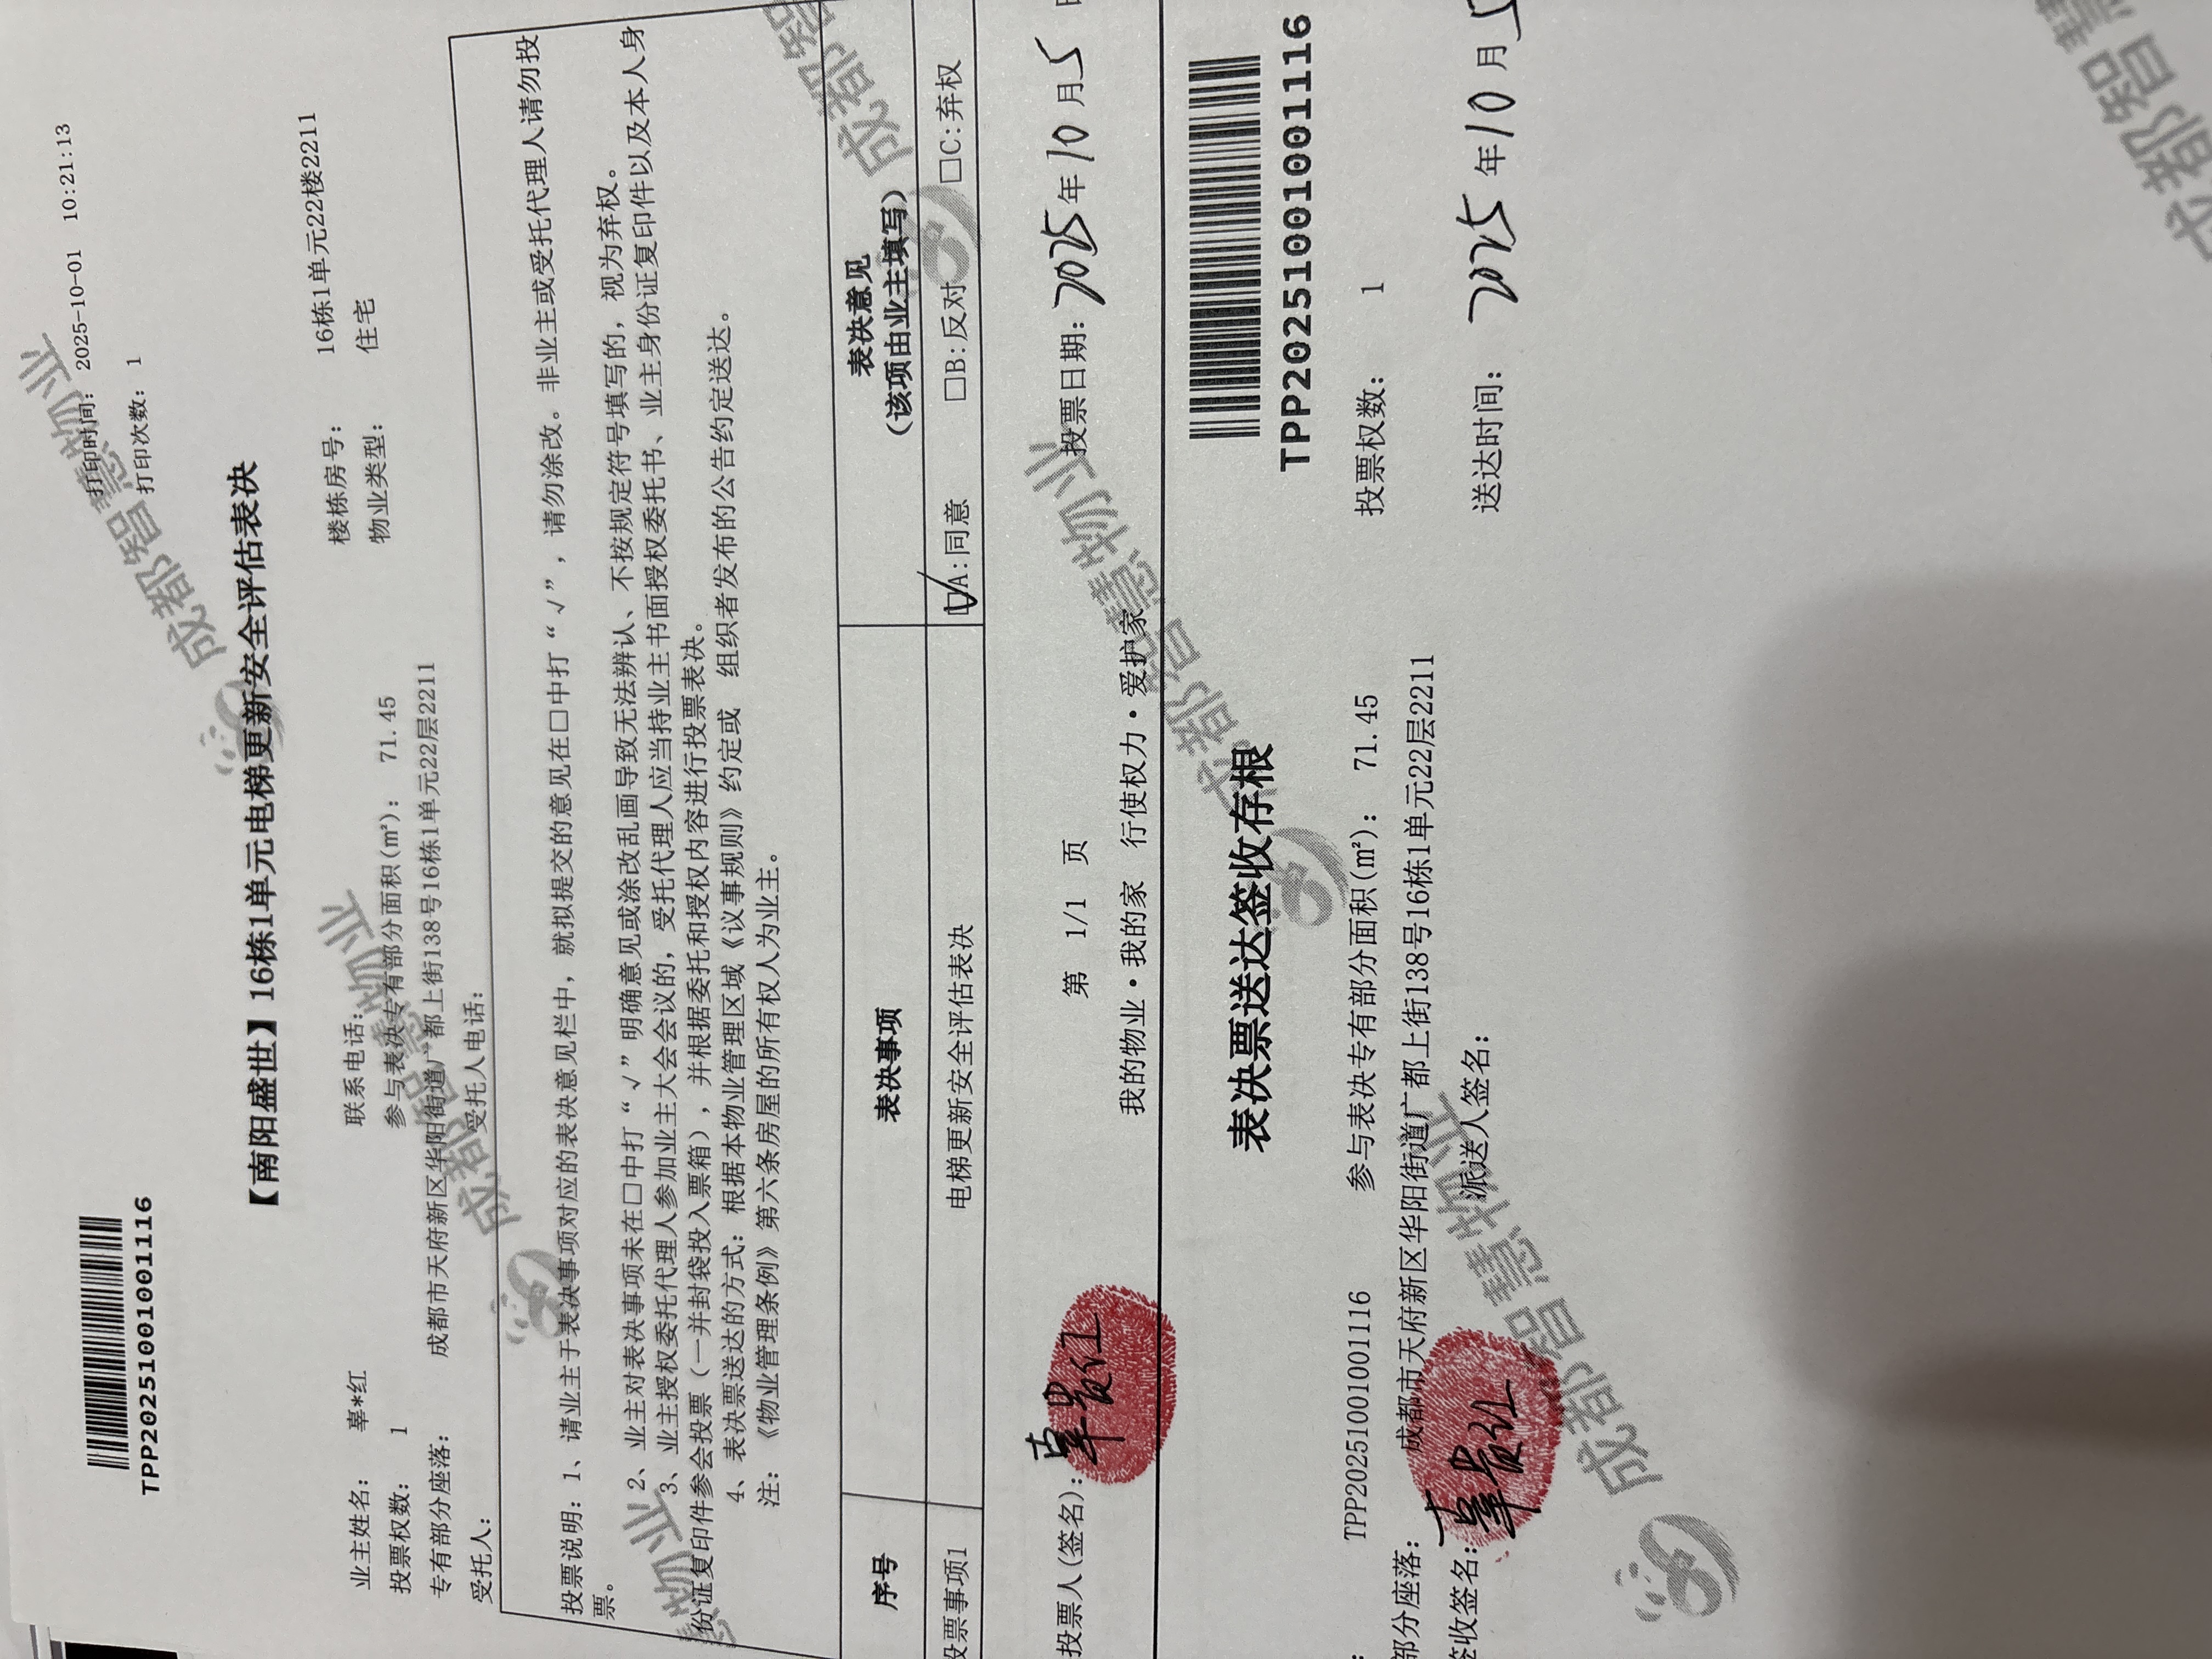 打印时间: 2025-10-01 10:21:13
TPP20251001001116
打印次数: 1
【南阳盛世】16栋1单元电梯更新安全评估表决
业主姓名: 辜*红 联系电话: 楼栋房号: 16栋1单元22楼2211
投票权数: 1 参与表决专有部分面积(㎡): 71.45 物业类型: 住宅
专有部分座落: 成都市天府新区华阳街道广都上街138号16栋1单元22层2211
受托人: 受托人电话:
投票说明: 1、请业主于表决事项对应的表决意见栏中，就拟提交的意见在□中打“√”，请勿涂改。非业主或受托代理人请勿投
票。
2、业主对表决事项未在□中打“√”明确意见或涂改乱画导致无法辨认、不按规定符号填写的，视为弃权。
3、业主授权委托代理人参加业主大会会议的，受托代理人应当持业主书面授权委托书、业主身份证复印件以及本人身
份证复印件参会投票（一并封袋投入票箱），并根据委托和授权内容进行投票表决。
4、表决票送达的方式: 根据本物业管理区域《议事规则》约定或 组织者发布的公告约定送达。
注: 《物业管理条例》第六条房屋的所有权人为业主。
序号 表决事项 表决意见
（该项由业主填写）
投票事项1 电梯更新安全评估表决 ☑A:同意 □B:反对 □C:弃权
投票人(签名): 辜贵红 第 1/1 页 投票日期: 2025年10月5日
我的物业·我的家 行使权力·爱护家
表决票送达签收存根
TPP20251001001116
: TPP20251001001116 参与表决专有部分面积(㎡): 71.45 投票权数: 1
部分座落: 成都市天府新区华阳街道广都上街138号16栋1单元22层2211
签收签名: 辜贵红 派送人签名: 送达时间: 2025年10月5
成都智慧物业
成都智慧物业
慧物业
成都智
成都智慧物业
成都智慧物业
成都智慧